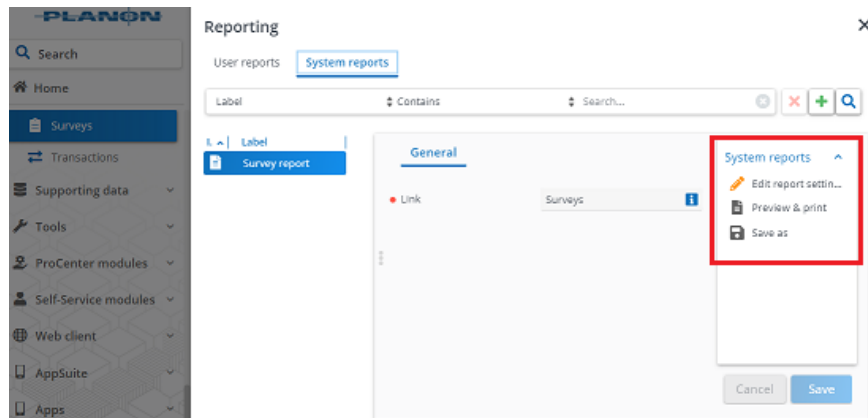 PLANON
Reporting
Search
User reports
System reports
Home
Label
Contains
Search...
Surveys
Label
General
System reports
Transactions
Survey report
Edit report settin...
Supporting data
Link
Surveys
Preview & print
Tools
Save as
ProCenter modules
Self-Service modules
Web client
AppSuite
Cancel
Save
Apps